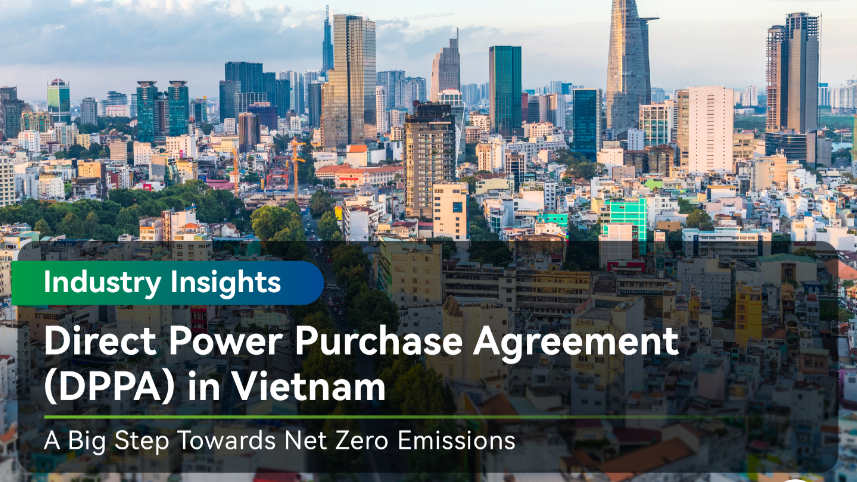 Industry Insights
Direct Power Purchase Agreement
(DPPA) in Vietnam
A Big Step Towards Net Zero Emissions